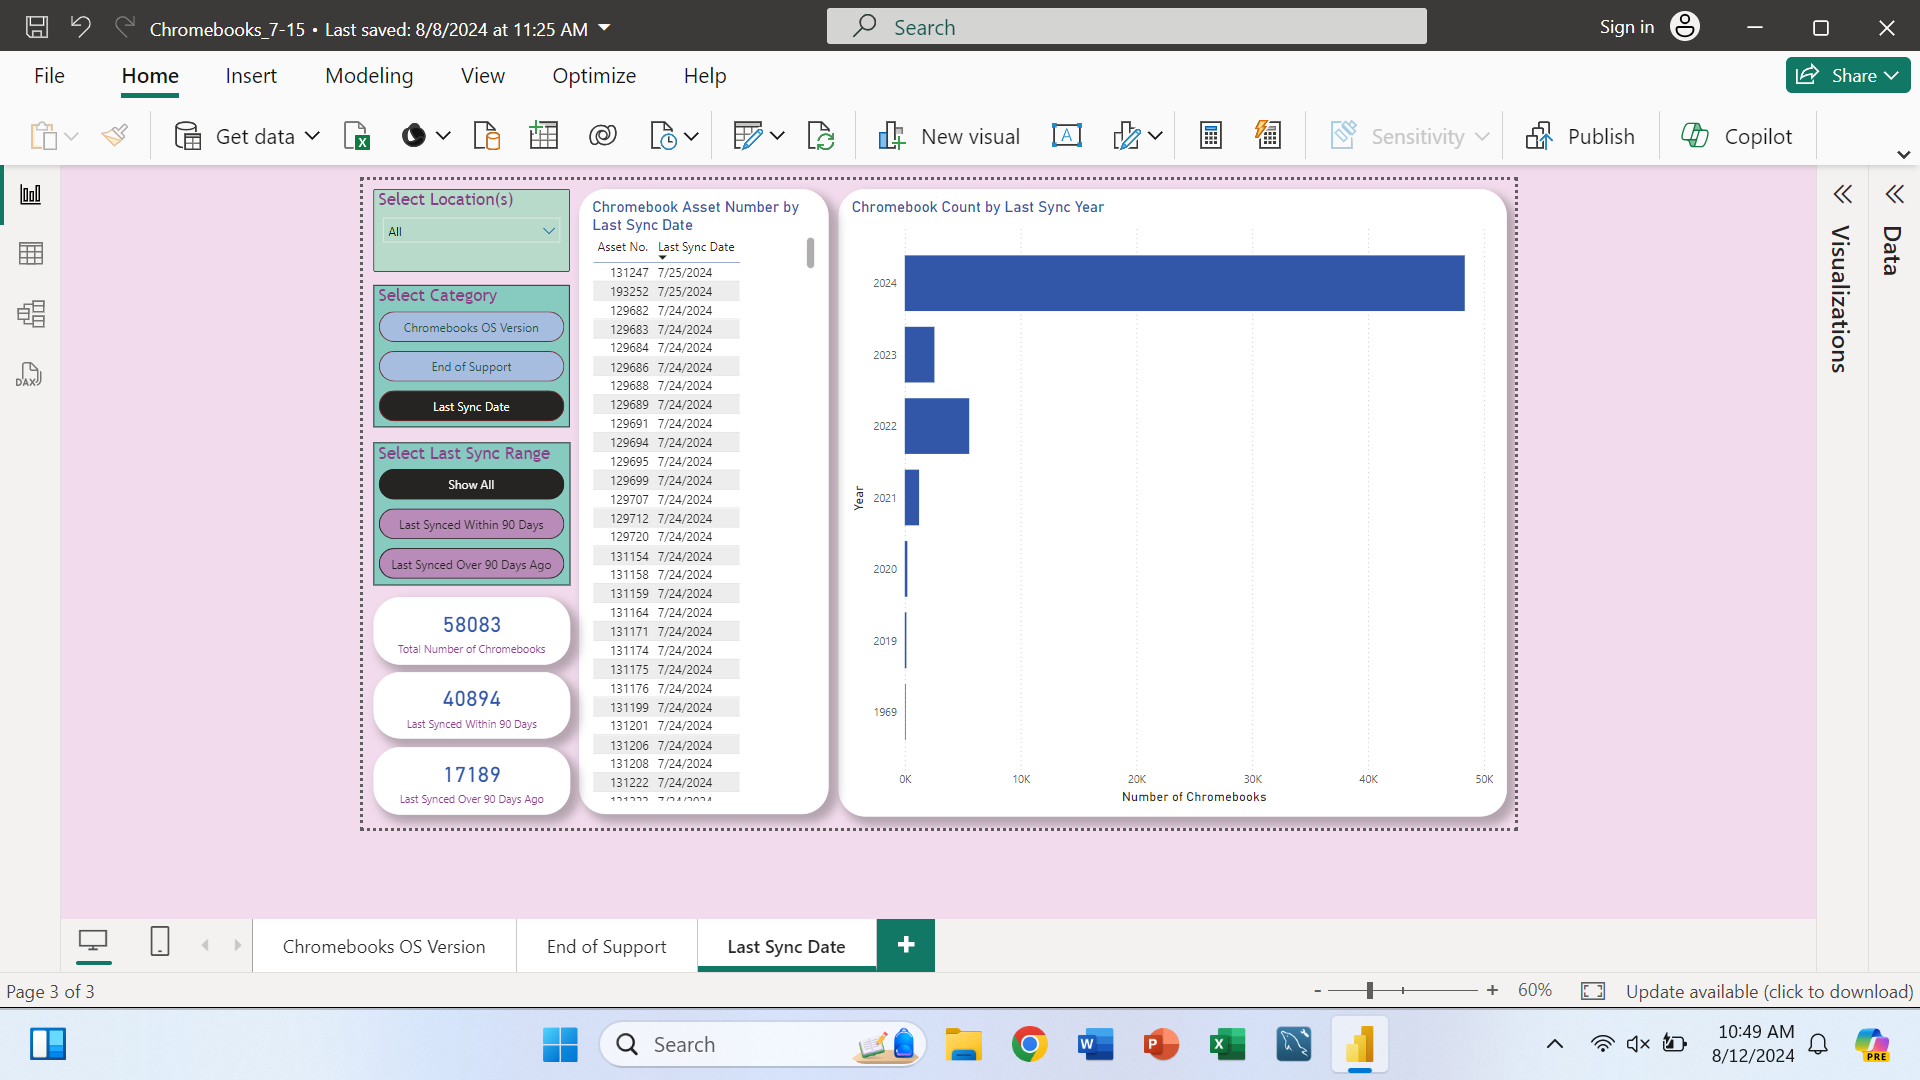 Chromebooks_7-15 • Last saved: 8/8/2024 at 11:25 AM
Search
Sign in
File
Home
Insert
Modeling
View
Optimize
Help
Share
Get data
New visual
Sensitivity
Publish
Copilot
DAX
Select Location(s)
All
Select Category
Chromebooks OS Version
End of Support
Last Sync Date
Select Last Sync Range
Show All
Last Synced Within 90 Days
Last Synced Over 90 Days Ago
58083
Total Number of Chromebooks
40894
Last Synced Within 90 Days
17189
Last Synced Over 90 Days Ago
Chromebook Asset Number by
Last Sync Date
Asset No. Last Sync Date
131247 7/25/2024
193252 7/25/2024
129682 7/24/2024
129683 7/24/2024
129684 7/24/2024
129686 7/24/2024
129688 7/24/2024
129689 7/24/2024
129691 7/24/2024
129694 7/24/2024
129695 7/24/2024
129699 7/24/2024
129707 7/24/2024
129712 7/24/2024
129720 7/24/2024
131154 7/24/2024
131158 7/24/2024
131159 7/24/2024
131164 7/24/2024
131171 7/24/2024
131174 7/24/2024
131175 7/24/2024
131176 7/24/2024
131199 7/24/2024
131201 7/24/2024
131206 7/24/2024
131208 7/24/2024
131222 7/24/2024
Chromebook Count by Last Sync Year
2024
2023
2022
2021
2020
2019
1969
Year
0K 10K 20K 30K 40K 50K
Number of Chromebooks
Visualizations
Data
Chromebooks OS Version
End of Support
Last Sync Date
Page 3 of 3
60%
Update available (click to download)
Search
10:49 AM
8/12/2024
PRE